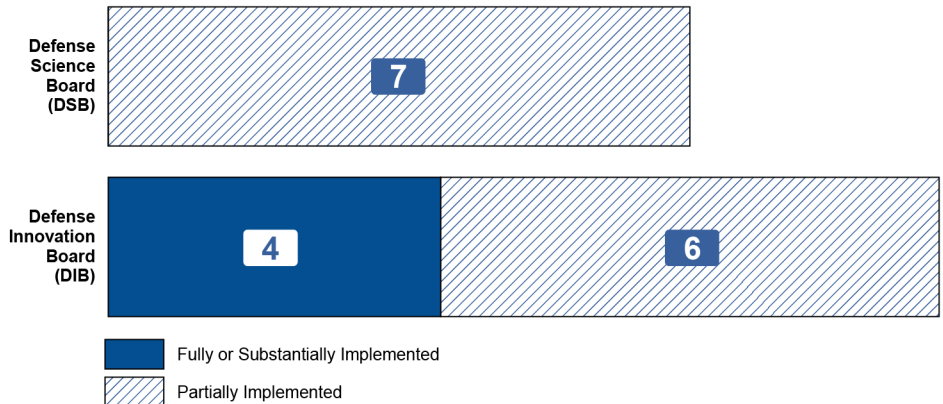 Defense
Science
Board
(DSB)
7
Defense
Innovation
Board
(DIB)
4
6
Fully or Substantially Implemented
Partially Implemented